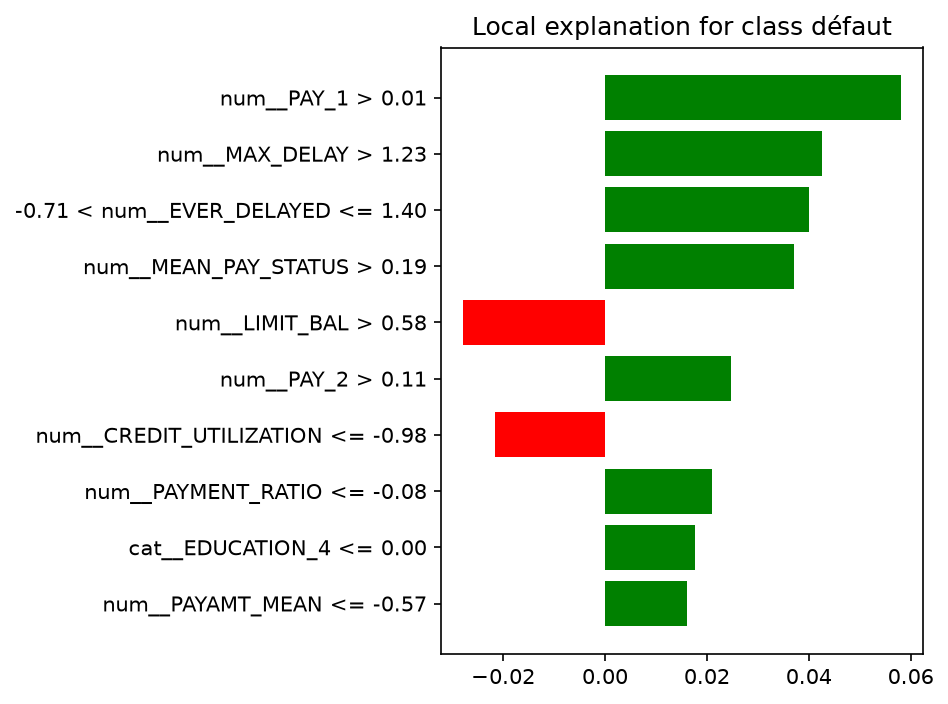 Local explanation for class défaut
num__PAY_1 > 0.01
num__MAX_DELAY > 1.23
-0.71 < num__EVER_DELAYED <= 1.40
num__MEAN_PAY_STATUS > 0.19
num__LIMIT_BAL > 0.58
num__PAY_2 > 0.11
num__CREDIT_UTILIZATION <= -0.98
num__PAYMENT_RATIO <= -0.08
cat__EDUCATION_4 <= 0.00
num__PAYAMT_MEAN <= -0.57
−0.02 0.00 0.02 0.04 0.06